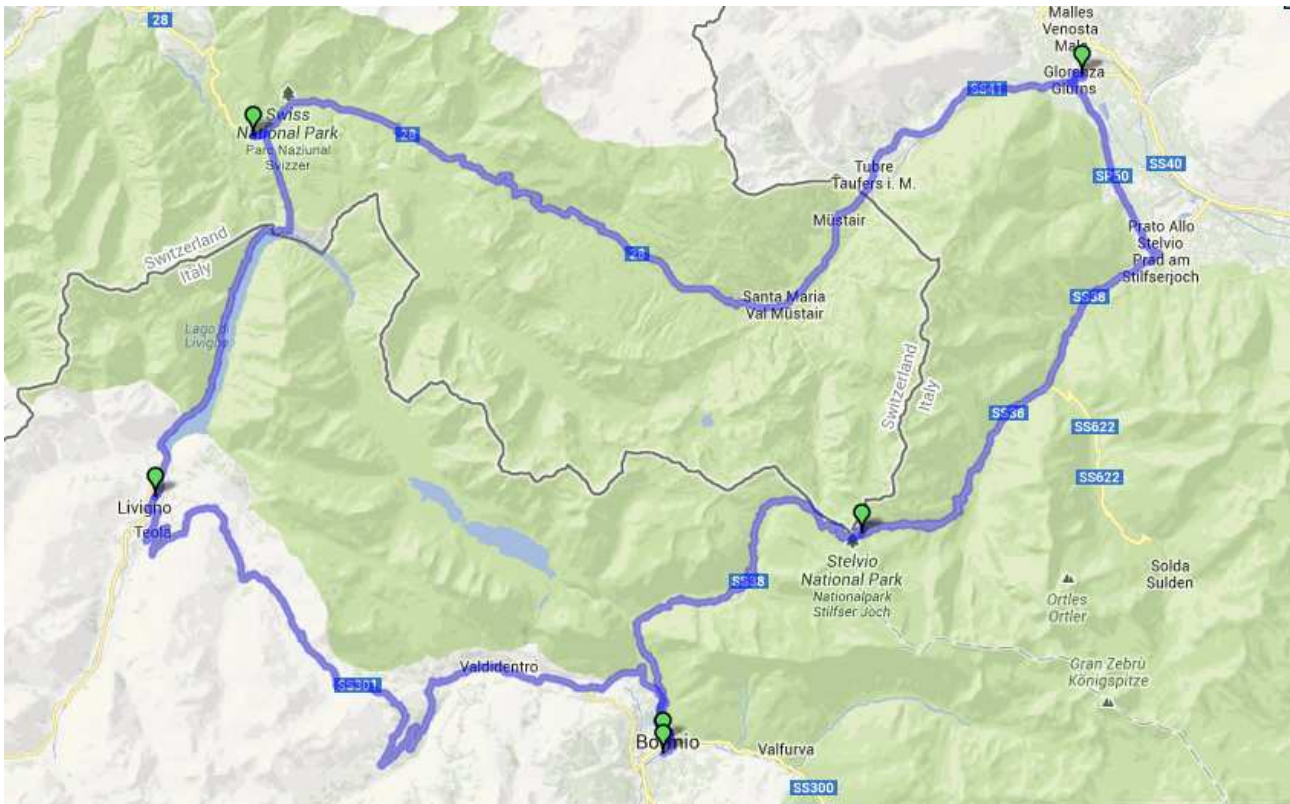 28
Malles
Venosta
Mals
Glorenza
Glurns
SS41
Swiss
National Park
Parc Naziunal
Svizzer
28
SS40
Tubre
Taufers i. M.
SP50
Müstair
Prato Allo
Stelvio
Prad am
Stilfserjoch
Switzerland
Italy
28
Santa Maria
Val Müstair
SS38
Lago di
Livigno
Switzerland
Italy
SS38
SS622
SS622
Livigno
Teola
Stelvio
National Park
Nationalpark
Stilfser Joch
SS38
Solda
Sulden
Ortles
Ortler
Valdidentro
Gran Zebrù
Königspitze
SS301
Bormio
Valfurva
SS300